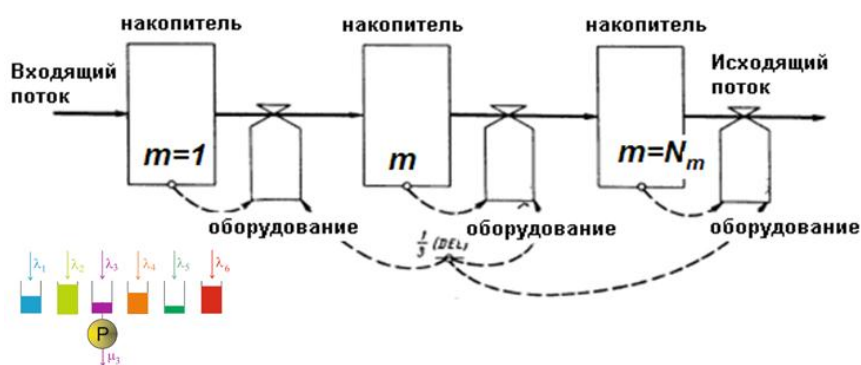 накопитель
накопитель
накопитель
Входящий
поток
Исходящий
поток
m=1
m
m=Nm
оборудование
оборудование
оборудование
1/3 (DEL)
λ1
λ2
λ3
λ4
λ5
λ6
P
μ3